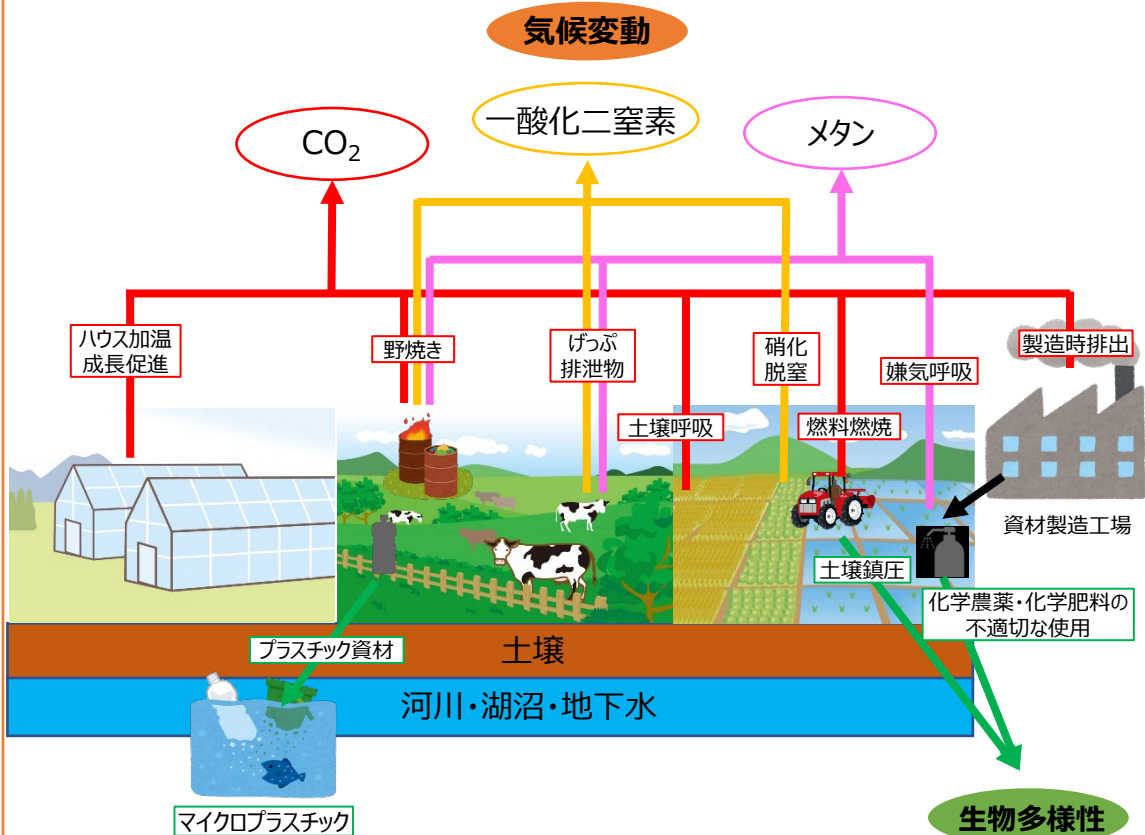 気候変動
CO₂
一酸化二窒素
メタン
ハウス加温
成長促進
野焼き
げっぷ
排泄物
土壌呼吸
硝化
脱窒
燃料燃焼
嫌気呼吸
製造時排出
資材製造工場
土壌鎮圧
化学農薬・化学肥料の
不適切な使用
プラスチック資材
土壌
河川・湖沼・地下水
マイクロプラスチック
生物多様性